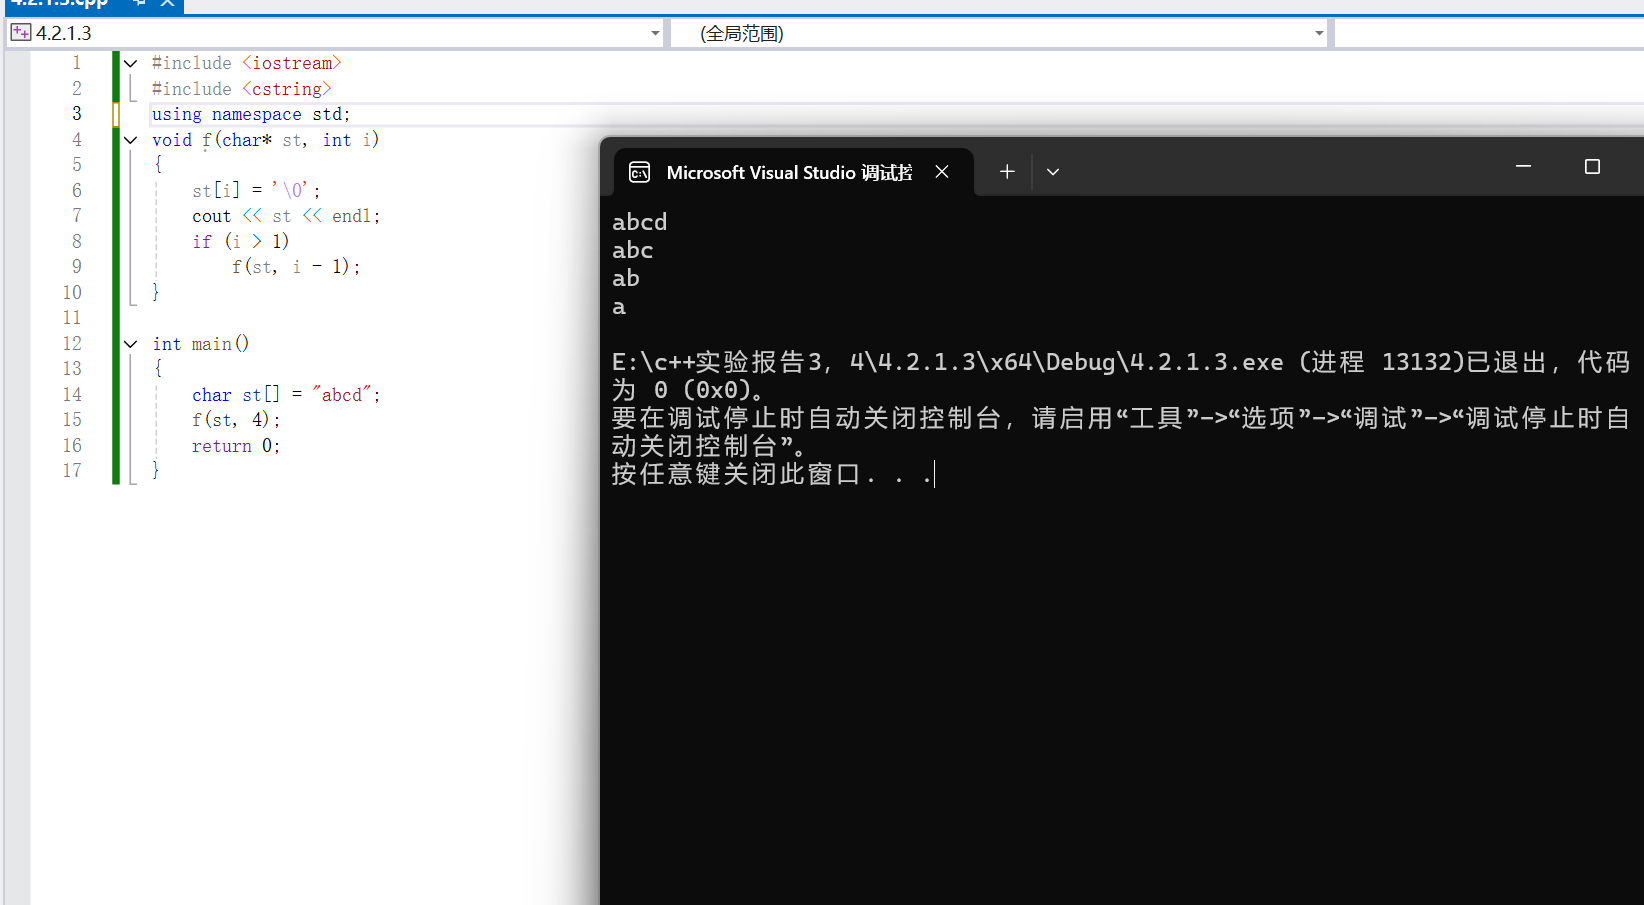 4.2.1.3.cpp
4.2.1.3
(全局范围)
1 #include <iostream>
2 #include <cstring>
3 using namespace std;
4 void f(char* st, int i)
5 {
6 st[i] = '\0';
7 cout << st << endl;
8 if (i > 1)
9 f(st, i - 1);
10 }
11
12 int main()
13 {
14 char st[] = "abcd";
15 f(st, 4);
16 return 0;
17 }
Microsoft Visual Studio 调试控
abcd
abc
ab
a
E:\c++实验报告3, 4\4.2.1.3\x64\Debug\4.2.1.3.exe (进程 13132)已退出，代码
为 0 (0x0)。
要在调试停止时自动关闭控制台，请启用“工具”->“选项”->“调试”->“调试停止时自
动关闭控制台”。
按任意键关闭此窗口. . .